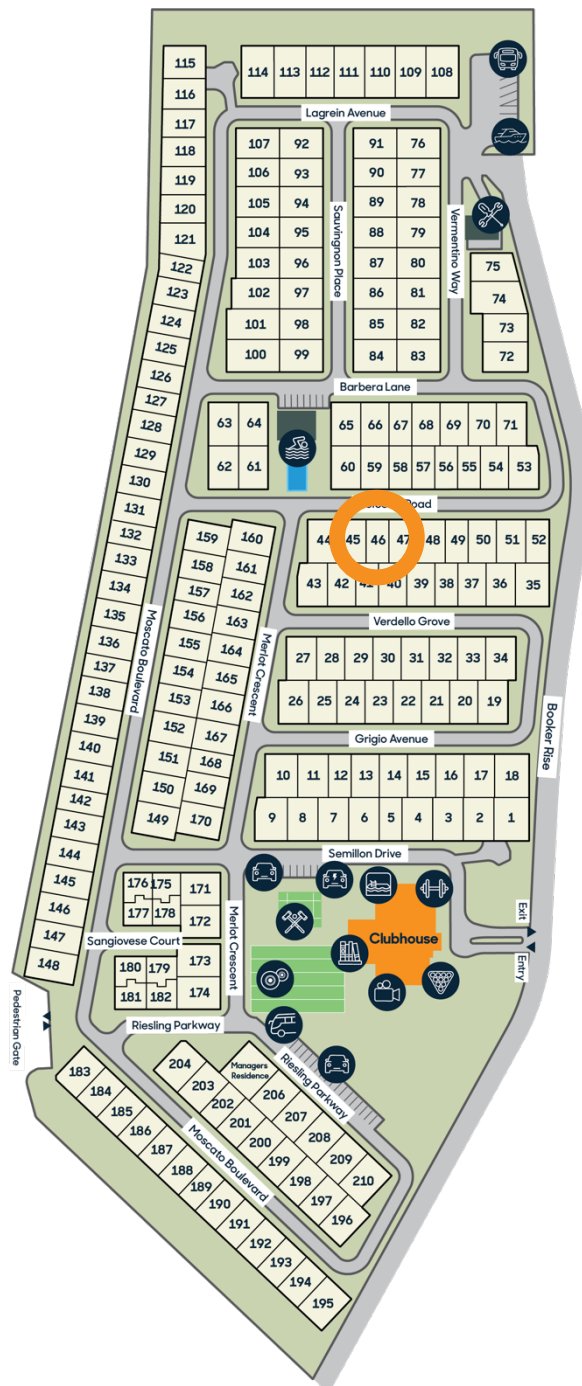 115
114 113 112 111 110 109 108
116
Lagrein Avenue
117
118
119
120
121
122
123
124
125
126
127
128
129
130
131
132
133
134
135
136
137
138
139
140
141
142
143
144
145
146
147
148
107 92
106 93
105 94
104 95
103 96
102 97
101 98
100 99
Sauvingnon Place
91 76
90 77
89 78
88 79
87 80
86 81
85 82
84 83
Vermentino Way
75
74
73
72
Barbera Lane
63 64
62 61
65 66 67 68 69 70 71
60 59 58 57 56 55 54 53
Road
44 45 46 47 48 49 50 51 52
43 42 41 40 39 38 37 36 35
Verdello Grove
159 160
158 161
157 162
156 163
155 164
154 165
153 166
152 167
151 168
150 169
149 170
Moscato Boulevard
Merlot Crescent
27 28 29 30 31 32 33 34
26 25 24 23 22 21 20 19
Booker Rise
Grigio Avenue
10 11 12 13 14 15 16 17 18
9 8 7 6 5 4 3 2 1
Semillon Drive
176 175 171
177 178 172
Sangiovese Court
180 179 173
181 182 174
Merlot Crescent
Clubhouse
Exit
Entry
Pedestrian Gate
Riesling Parkway
Riesling Parkway
183
184
185
186
187
188
189
190
191
192
193
194
195
Moscato Boulevard
204
203
202
201
200
199
198
197
196
Managers
Residence
206
207
208
209
210